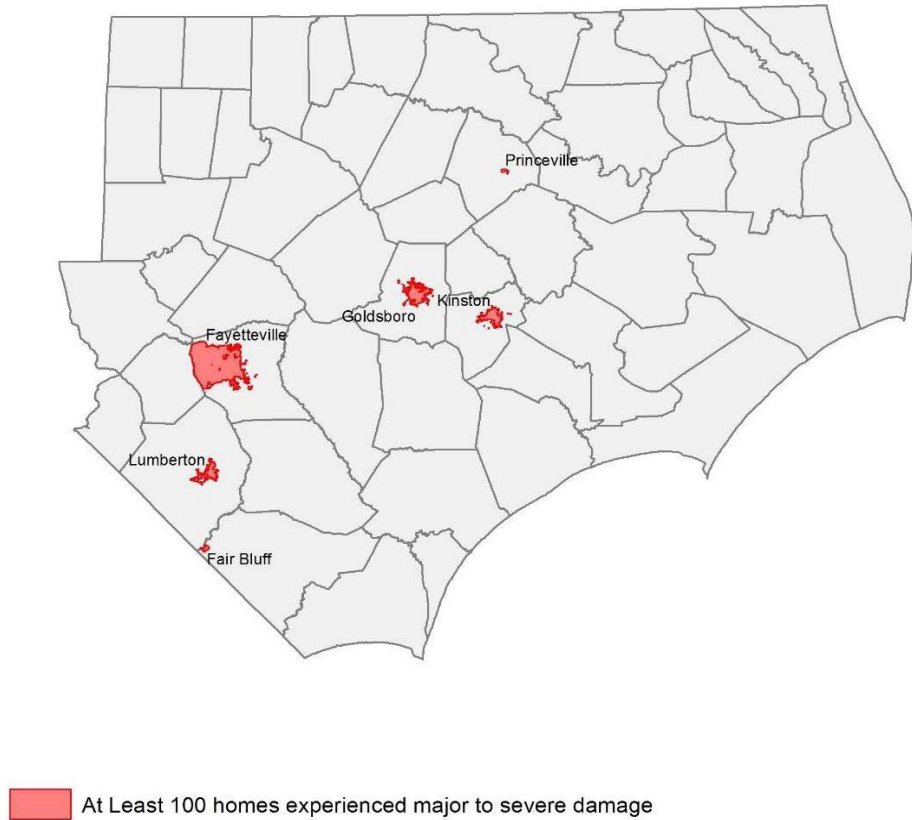 Princeville
Kinston
Goldsboro
Fayetteville
Lumberton
Fair Bluff
At Least 100 homes experienced major to severe damage